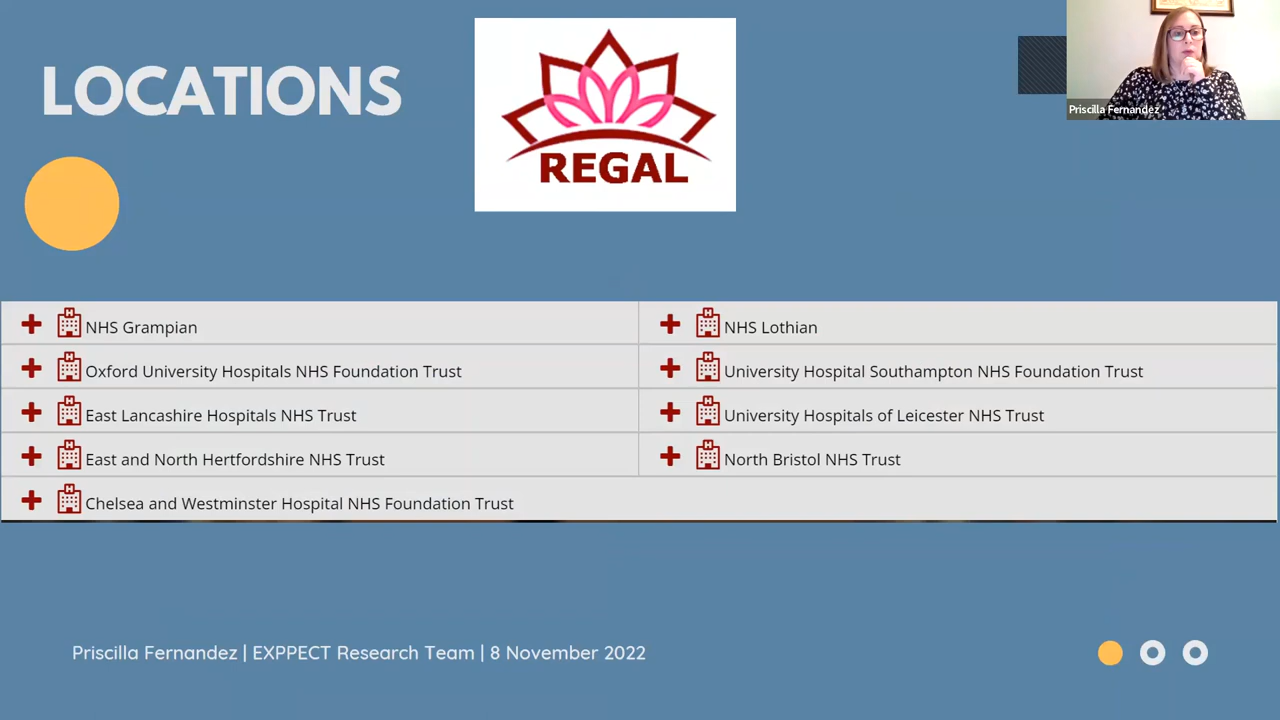 LOCATIONS
REGAL
Priscilla Fernandez
NHS Grampian
NHS Lothian
Oxford University Hospitals NHS Foundation Trust
University Hospital Southampton NHS Foundation Trust
East Lancashire Hospitals NHS Trust
University Hospitals of Leicester NHS Trust
East and North Hertfordshire NHS Trust
North Bristol NHS Trust
Chelsea and Westminster Hospital NHS Foundation Trust
Priscilla Fernandez | EXPPECT Research Team | 8 November 2022